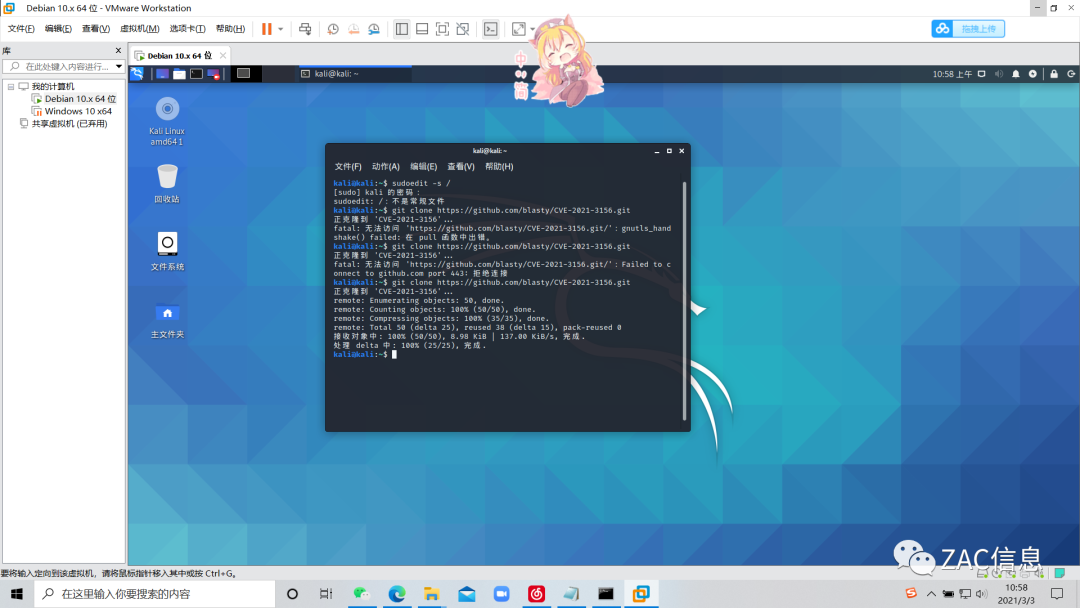 Debian 10.x 64 位 - VMware Workstation
文件(F) 编辑(E) 查看(V) 虚拟机(M) 选项卡(T) 帮助(H)
拖拽上传
中
简
库
在此处键入内容进行...
Debian 10.x 64 位
我的计算机
Debian 10.x 64 位
Windows 10 x64
共享虚拟机 (已弃用)
kali@kali: ~
10:58 上午
Kali Linux
amd64 1
回收站
文件系统
主文件夹
kali@kali: ~
文件(F) 动作(A) 编辑(E) 查看(V) 帮助(H)
kali@kali:~$ sudoedit -s /
[sudo] kali 的密码：
sudoedit: /：不是常规文件
kali@kali:~$ git clone https://github.com/blasty/CVE-2021-3156.git
正克隆到 'CVE-2021-3156'...
fatal: 无法访问 'https://github.com/blasty/CVE-2021-3156.git/'：gnutls_hand
shake() failed: 在 pull 函数中出错。
kali@kali:~$ git clone https://github.com/blasty/CVE-2021-3156.git
正克隆到 'CVE-2021-3156'...
fatal: 无法访问 'https://github.com/blasty/CVE-2021-3156.git/'：Failed to c
onnect to github.com port 443: 拒绝连接
kali@kali:~$ git clone https://github.com/blasty/CVE-2021-3156.git
正克隆到 'CVE-2021-3156'...
remote: Enumerating objects: 50, done.
remote: Counting objects: 100% (50/50), done.
remote: Compressing objects: 100% (35/35), done.
remote: Total 50 (delta 25), reused 38 (delta 15), pack-reused 0
接收对象中: 100% (50/50), 8.98 KiB | 137.00 KiB/s, 完成.
处理 delta 中: 100% (25/25), 完成.
kali@kali:~$
ZAC信息
要将输入定向到该虚拟机，请将鼠标指针移入其中或按 Ctrl+G。
在这里输入你要搜索的内容
10:58
2021/3/3